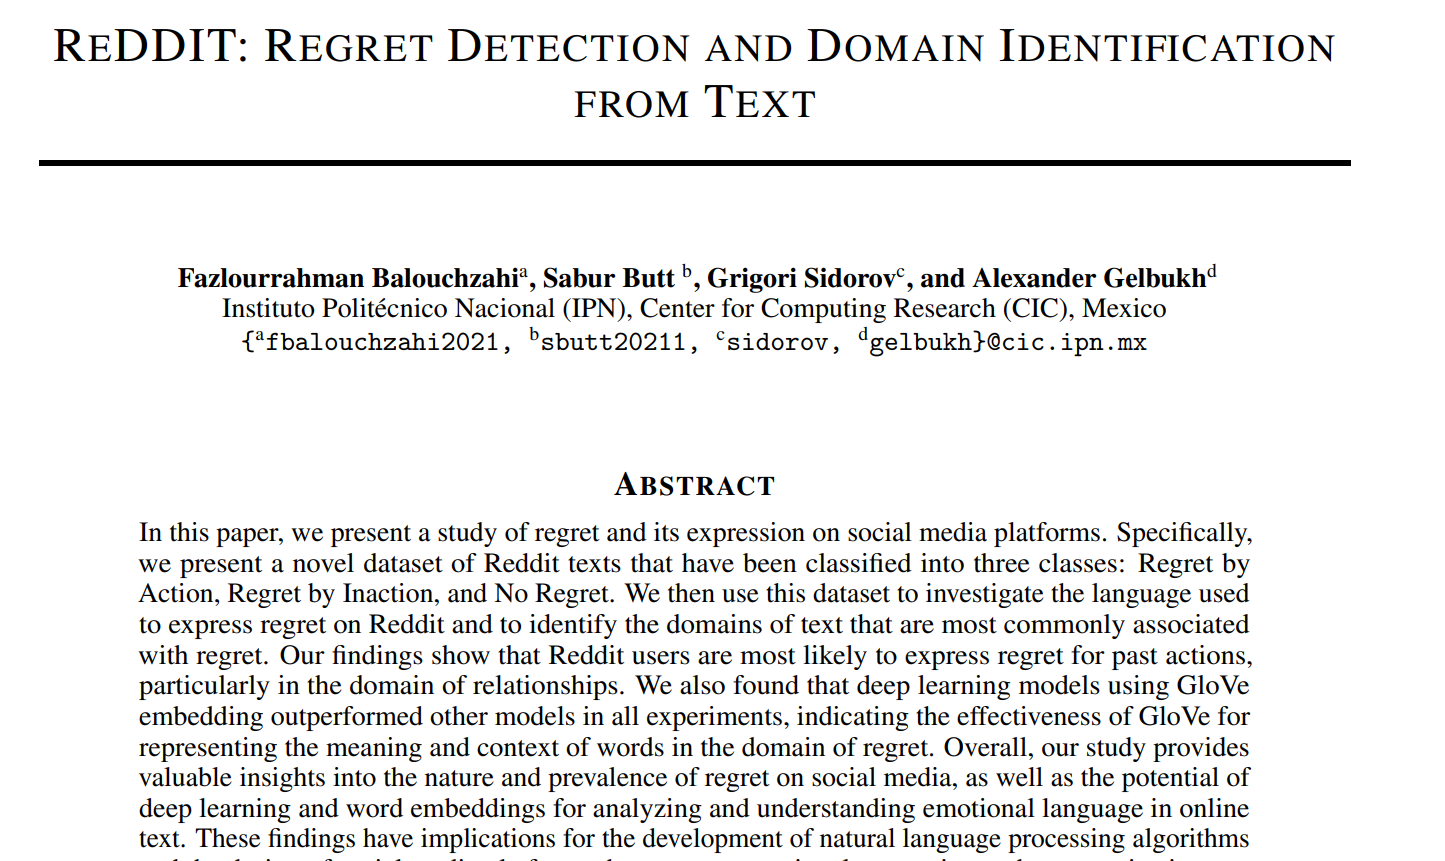 REDDIT: REGRET DETECTION AND DOMAIN IDENTIFICATION
FROM TEXT
Fazlourrahman Balouchzahiᵃ, Sabur Butt ᵇ, Grigori Sidorovᶜ, and Alexander Gelbukhᵈ
Instituto Politécnico Nacional (IPN), Center for Computing Research (CIC), Mexico
{ᵃfbalouchzahi2021, ᵇsbutt20211, ᶜsidorov, ᵈgelbukh}@cic.ipn.mx
ABSTRACT
In this paper, we present a study of regret and its expression on social media platforms. Specifically,
we present a novel dataset of Reddit texts that have been classified into three classes: Regret by
Action, Regret by Inaction, and No Regret. We then use this dataset to investigate the language used
to express regret on Reddit and to identify the domains of text that are most commonly associated
with regret. Our findings show that Reddit users are most likely to express regret for past actions,
particularly in the domain of relationships. We also found that deep learning models using GloVe
embedding outperformed other models in all experiments, indicating the effectiveness of GloVe for
representing the meaning and context of words in the domain of regret. Overall, our study provides
valuable insights into the nature and prevalence of regret on social media, as well as the potential of
deep learning and word embeddings for analyzing and understanding emotional language in online
text. These findings have implications for the development of natural language processing algorithms